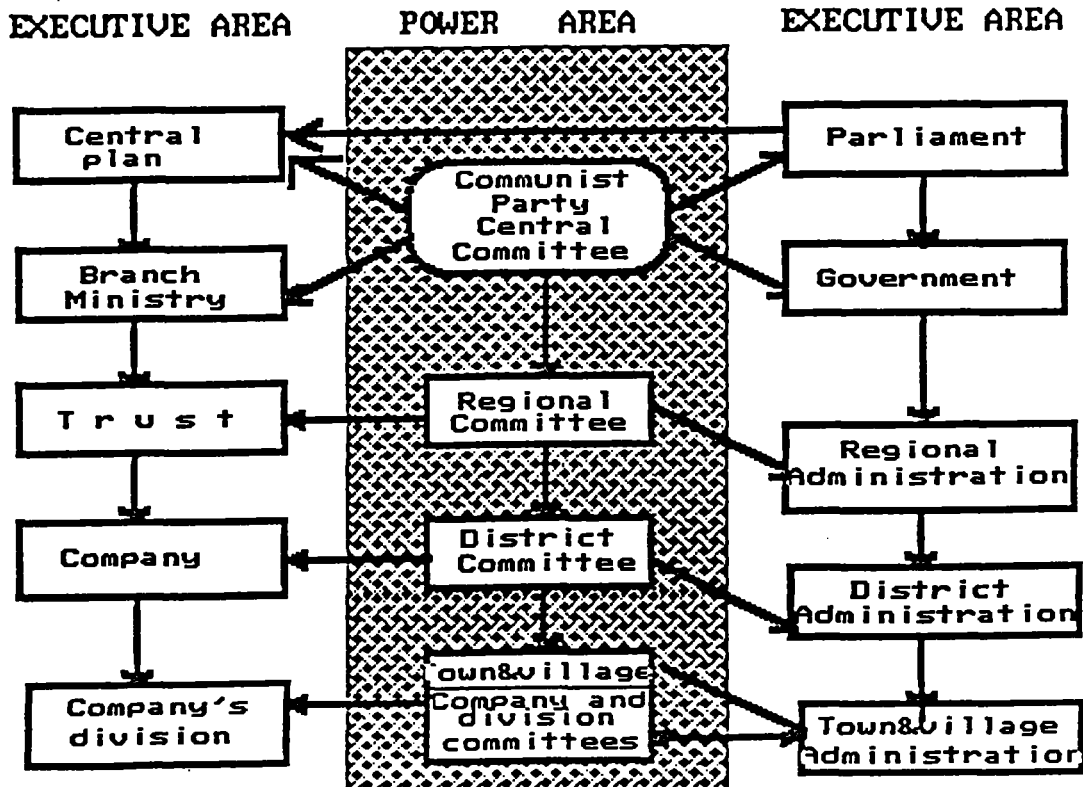 EXECUTIVE AREA
POWER AREA
EXECUTIVE AREA
Central
plan
Communist
Party
Central
Committee
Parliament
Branch
Ministry
Government
Trust
Regional
Committee
Regional
Administration
Company
District
Committee
District
Administration
Company's
division
Town&village
Company and
division
committees
Town&village
Administration